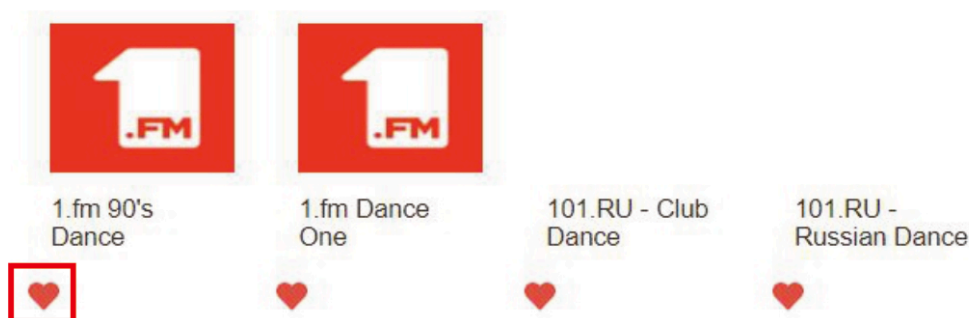 .FM
.FM
1.fm 90's
Dance
1.fm Dance
One
101.RU - Club
Dance
101.RU -
Russian Dance